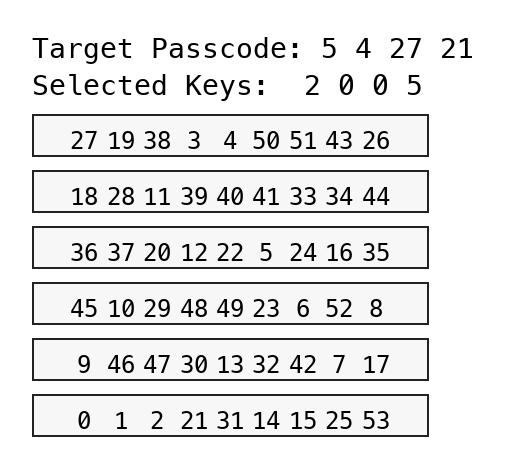 Target Passcode: 5 4 27 21
Selected Keys: 2 0 0 5
27 19 38 3 4 50 51 43 26
18 28 11 39 40 41 33 34 44
36 37 20 12 22 5 24 16 35
45 10 29 48 49 23 6 52 8
9 46 47 30 13 32 42 7 17
0 1 2 21 31 14 15 25 53